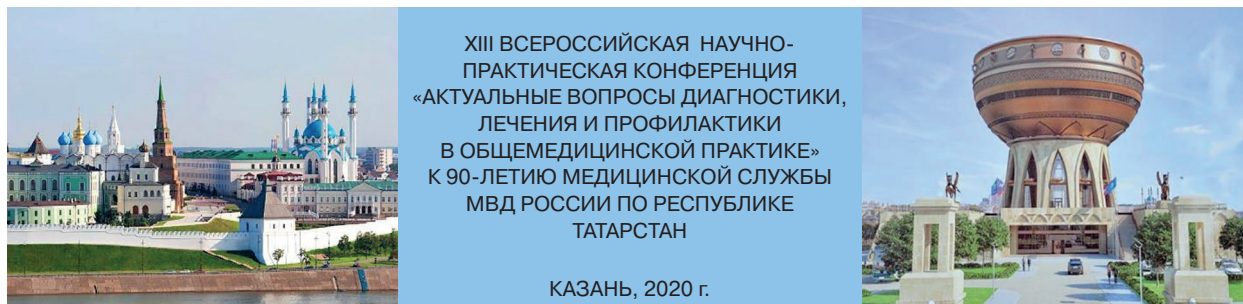 XIII ВСЕРОССИЙСКАЯ НАУЧНО-
ПРАКТИЧЕСКАЯ КОНФЕРЕНЦИЯ
«АКТУАЛЬНЫЕ ВОПРОСЫ ДИАГНОСТИКИ,
ЛЕЧЕНИЯ И ПРОФИЛАКТИКИ
В ОБЩЕМЕДИЦИНСКОЙ ПРАКТИКЕ»
К 90-ЛЕТИЮ МЕДИЦИНСКОЙ СЛУЖБЫ
МВД РОССИИ ПО РЕСПУБЛИКЕ
ТАТАРСТАН
КАЗАНЬ, 2020 г.